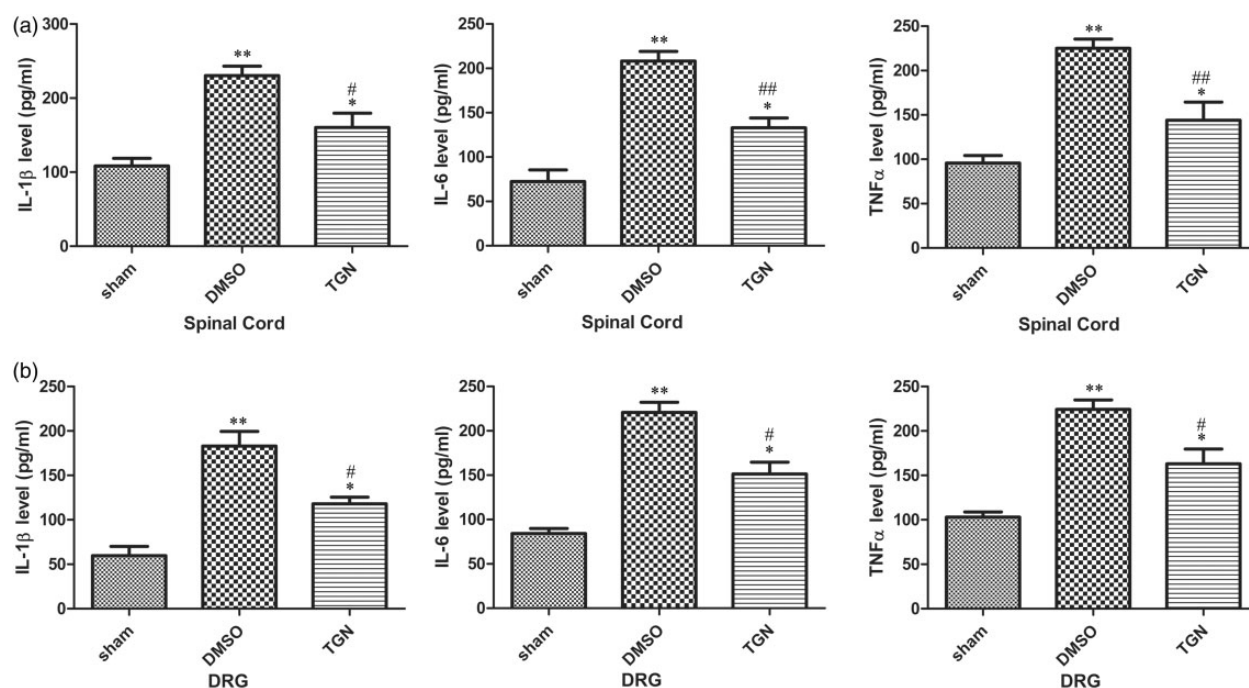 (a)
IL-1β level (pg/ml)
300
200
100
0
**
#
*
sham
DMSO
TGN
Spinal Cord
IL-6 level (pg/ml)
250
200
150
100
50
0
**
##
*
sham
DMSO
TGN
Spinal Cord
TNFα level (pg/ml)
250
200
150
100
50
0
**
##
*
sham
DMSO
TGN
Spinal Cord
(b)
IL-1β level (pg/ml)
250
200
150
100
50
0
**
#
*
sham
DMSO
TGN
DRG
IL-6 level (pg/ml)
250
200
150
100
50
0
**
#
*
sham
DMSO
TGN
DRG
TNFα level (pg/ml)
250
200
150
100
50
0
**
#
*
sham
DMSO
TGN
DRG